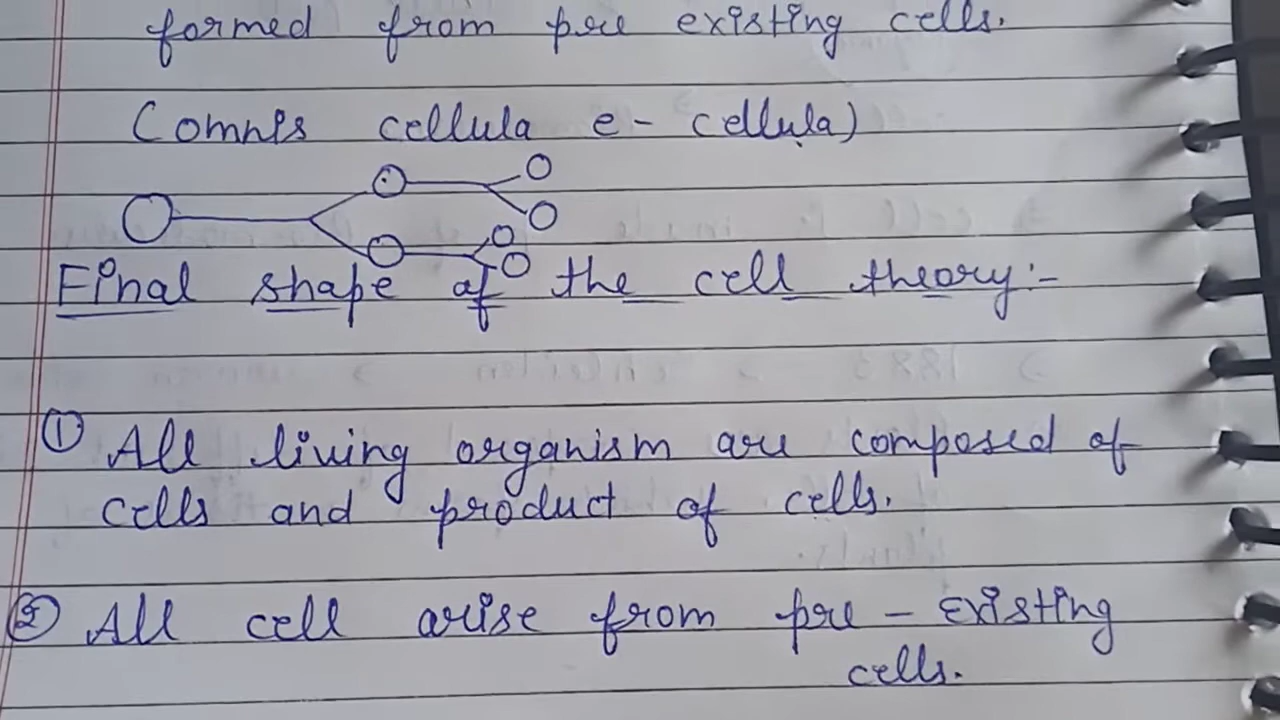 formed from pre existing cells.
(omnis cellula e - cellula)
Final shape of the cell theory:-
① All living organism are composed of
cells and product of cells.
② All cell arise from pre - Existing
cells.